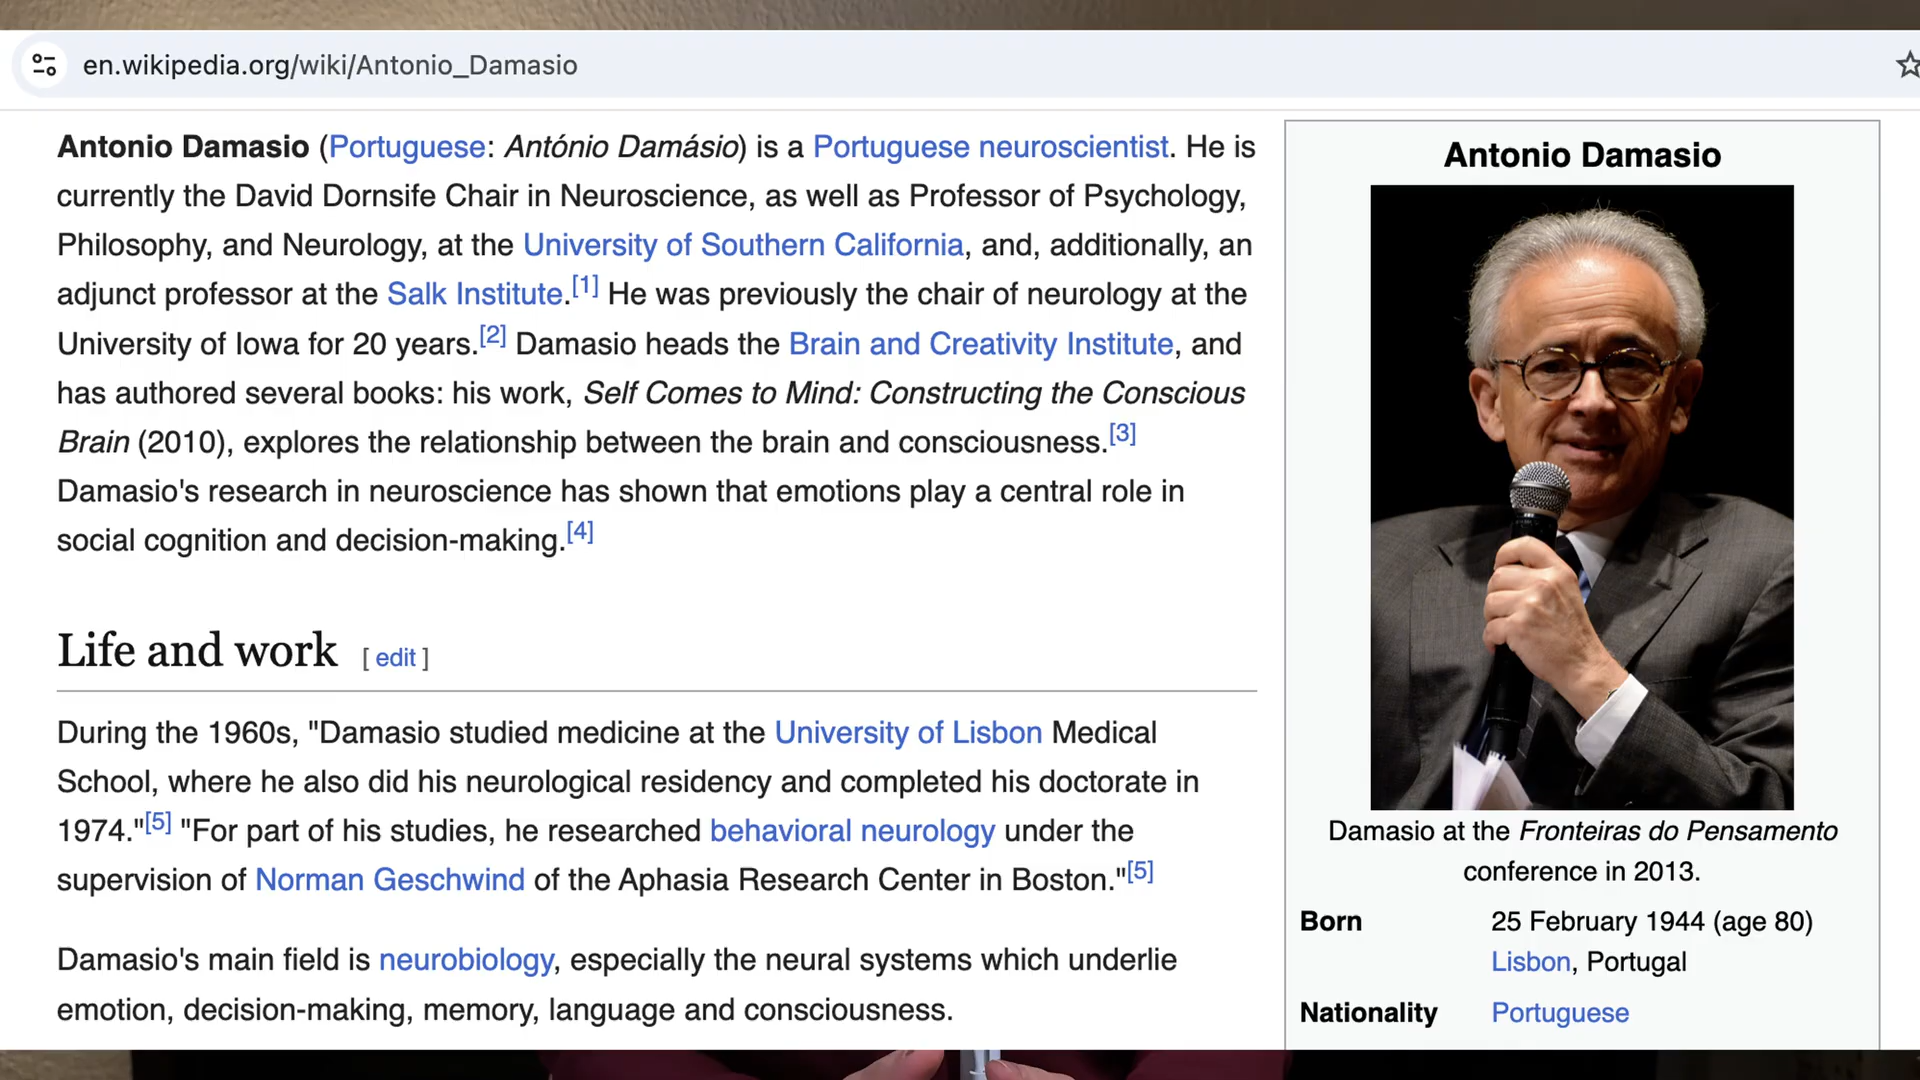 en.wikipedia.org/wiki/Antonio_Damasio
Antonio Damasio (Portuguese: António Damásio) is a Portuguese neuroscientist. He is
currently the David Dornsife Chair in Neuroscience, as well as Professor of Psychology,
Philosophy, and Neurology, at the University of Southern California, and, additionally, an
adjunct professor at the Salk Institute.[1] He was previously the chair of neurology at the
University of Iowa for 20 years.[2] Damasio heads the Brain and Creativity Institute, and
has authored several books: his work, Self Comes to Mind: Constructing the Conscious
Brain (2010), explores the relationship between the brain and consciousness.[3]
Damasio's research in neuroscience has shown that emotions play a central role in
social cognition and decision-making.[4]
Life and work [ edit ]
During the 1960s, "Damasio studied medicine at the University of Lisbon Medical
School, where he also did his neurological residency and completed his doctorate in
1974."[5] "For part of his studies, he researched behavioral neurology under the
supervision of Norman Geschwind of the Aphasia Research Center in Boston."[5]
Damasio's main field is neurobiology, especially the neural systems which underlie
emotion, decision-making, memory, language and consciousness.
Antonio Damasio
Damasio at the Fronteiras do Pensamento
conference in 2013.
Born 25 February 1944 (age 80)
Lisbon, Portugal
Nationality Portuguese